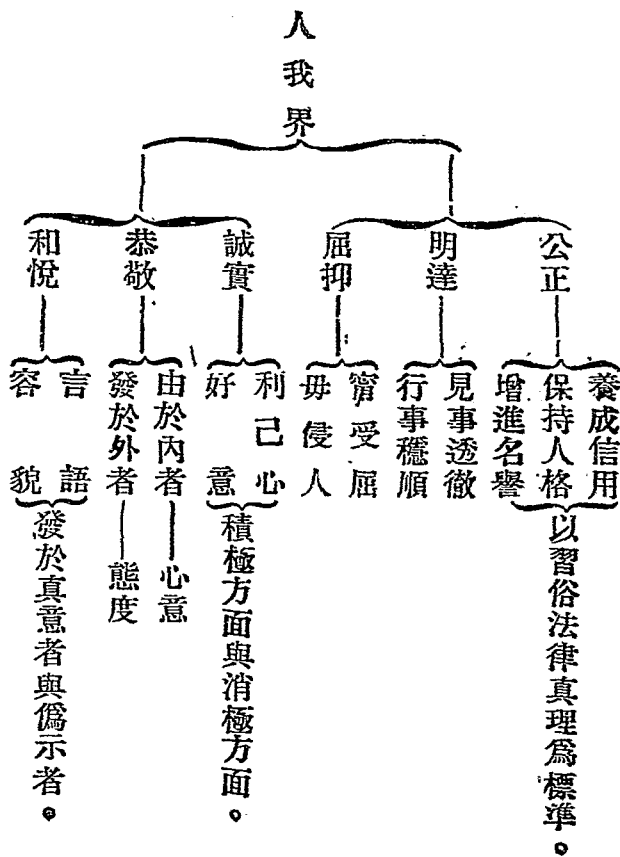 人我界
公正
明達
屈抑
誠實
恭敬
和悅
養成信用
保持人格
增進名譽
見事透徹
行事穩順
甯受屈
毋侵人
利己心
好意
由於內者
發於外者
言語
容貌
以習俗法律真理爲標準。
積極方面與消極方面。
心意
態度
發於真意者與僞示者。